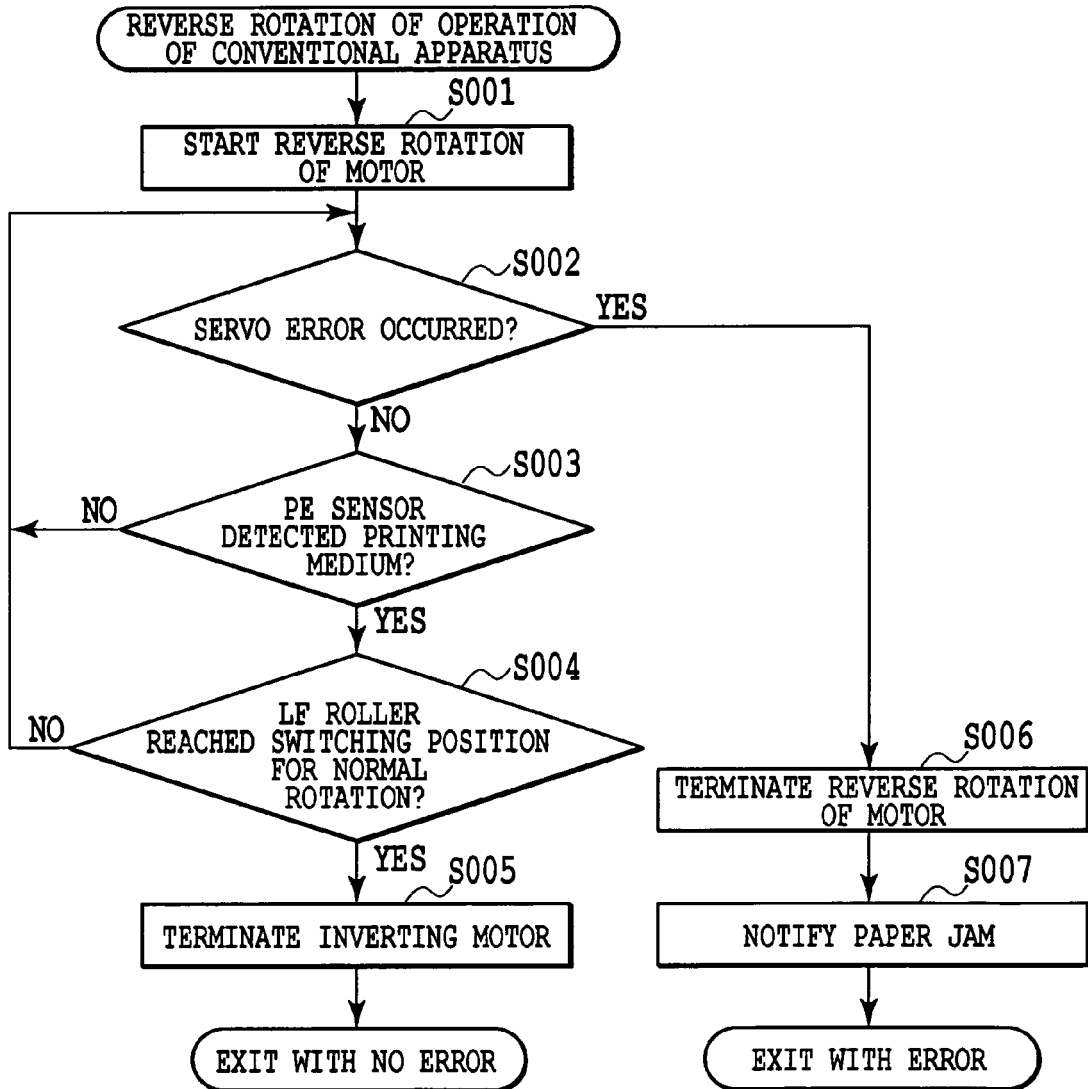 REVERSE ROTATION OF OPERATION
OF CONVENTIONAL APPARATUS
S001
START REVERSE ROTATION
OF MOTOR
S002
SERVO ERROR OCCURRED?
YES
NO
S003
PE SENSOR
DETECTED PRINTING
MEDIUM?
NO
YES
S004
LF ROLLER
REACHED SWITCHING POSITION
FOR NORMAL
ROTATION?
NO
YES
S005
TERMINATE INVERTING MOTOR
EXIT WITH NO ERROR
S006
TERMINATE REVERSE ROTATION
OF MOTOR
S007
NOTIFY PAPER JAM
EXIT WITH ERROR